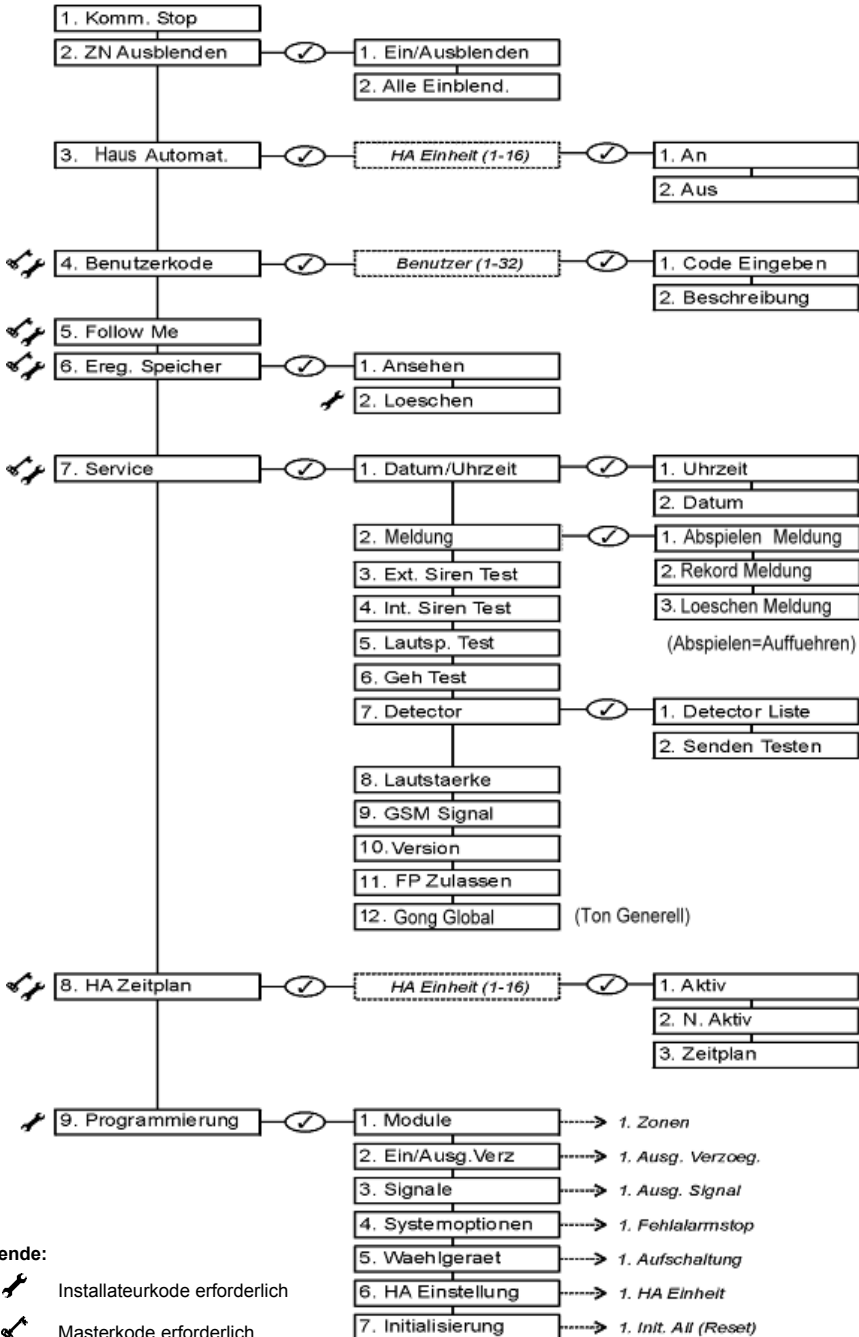 1. Komm. Stop
2. ZN Ausblenden
1. Ein/Ausblenden
2. Alle Einblend.
3. Haus Automat.
HA Einheit (1-16)
1. An
2. Aus
4. Benutzerkode
Benutzer (1-32)
1. Code Eingeben
2. Beschreibung
5. Follow Me
6. Ereg. Speicher
1. Ansehen
2. Loeschen
7. Service
1. Datum/Uhrzeit
1. Uhrzeit
2. Datum
2. Meldung
1. Abspielen Meldung
2. Rekord Meldung
3. Loeschen Meldung
(Abspielen=Auffuehren)
3. Ext. Siren Test
4. Int. Siren Test
5. Lautsp. Test
6. Geh Test
7. Detector
1. Detector Liste
2. Senden Testen
8. Lautstaerke
9. GSM Signal
10. Version
11. FP Zulassen
12. Gong Global
(Ton Generell)
8. HA Zeitplan
HA Einheit (1-16)
1. Aktiv
2. N. Aktiv
3. Zeitplan
9. Programmierung
1. Module
1. Zonen
2. Ein/Ausg.Verz
1. Ausg. Verzoeg.
3. Signale
1. Ausg. Signal
4. Systemoptionen
1. Fehlalarmstop
5. Waehlgeraet
1. Aufschaltung
6. HA Einstellung
1. HA Einheit
7. Initialisierung
1. Init. All (Reset)
ende:
Installateurkode erforderlich
Masterkode erforderlich